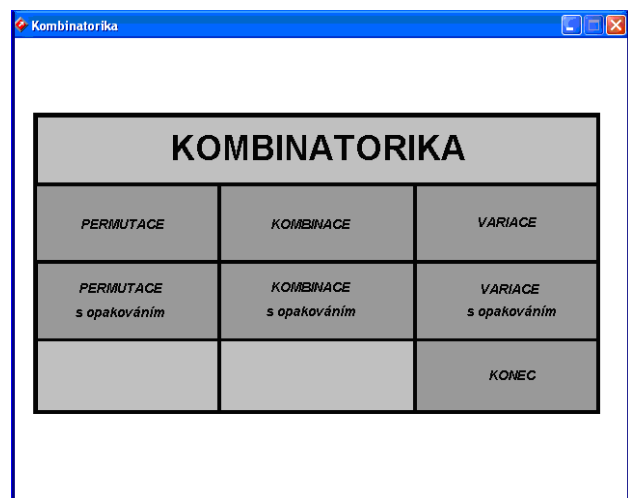 Kombinatorika
KOMBINATORIKA
PERMUTACE
KOMBINACE
VARIACE
PERMUTACE
s opakováním
KOMBINACE
s opakováním
VARIACE
s opakováním
KONEC